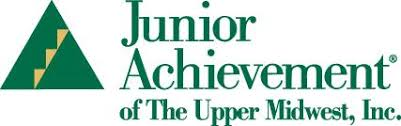 Junior
Achievement®
of The Upper Midwest, Inc.